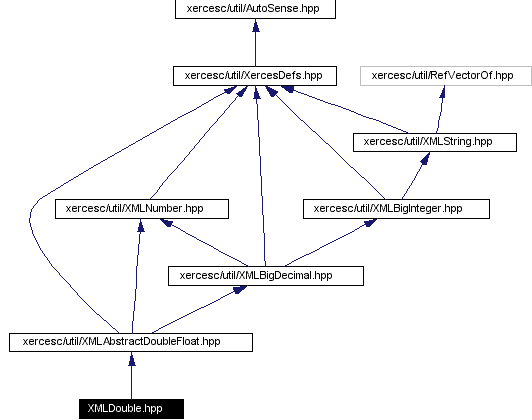 xercesc/util/AutoSense.hpp
xercesc/util/XercesDefs.hpp
xercesc/util/RefVectorOf.hpp
xercesc/util/XMLString.hpp
xercesc/util/XMLNumber.hpp
xercesc/util/XMLBigInteger.hpp
xercesc/util/XMLBigDecimal.hpp
xercesc/util/XMLAbstractDoubleFloat.hpp
XMLDouble.hpp